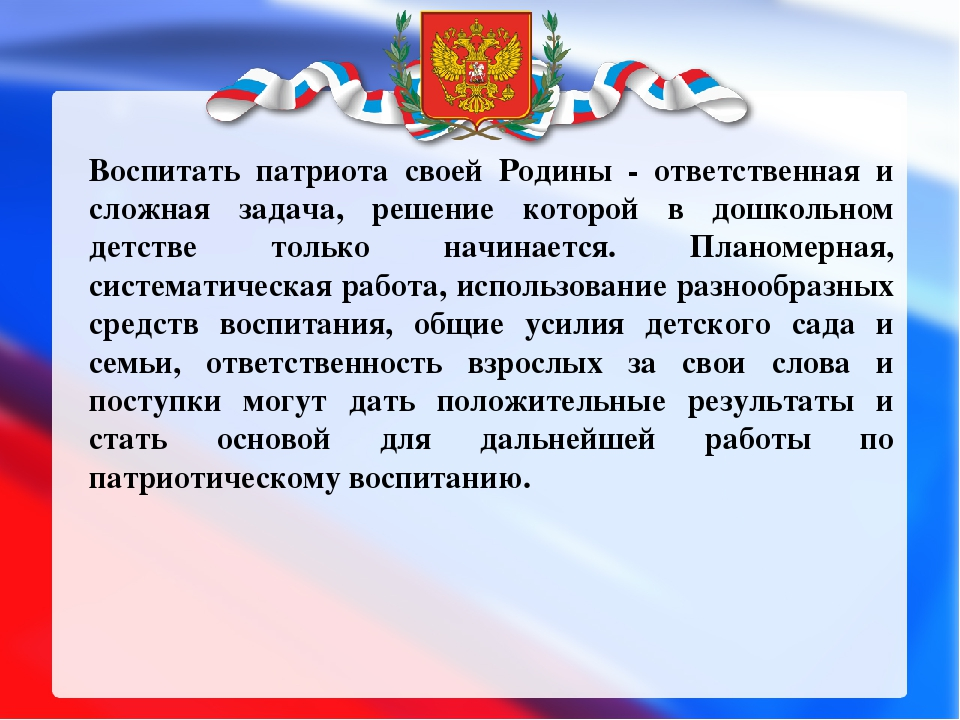 Воспитать патриота своей Родины - ответственная и
сложная задача, решение которой в дошкольном
детстве только начинается. Планомерная,
систематическая работа, использование разнообразных
средств воспитания, общие усилия детского сада и
семьи, ответственность взрослых за свои слова и
поступки могут дать положительные результаты и
стать основой для дальнейшей работы по
патриотическому воспитанию.